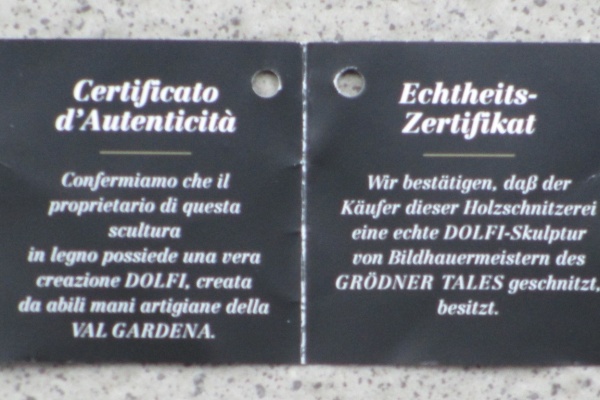 Certificato
d'Autenticità
Confermiamo che il
proprietario di questa
scultura
in legno possiede una vera
creazione DOLFI, creata
da abili mani artigiane della
VAL GARDENA.
Echtheits-
Zertifikat
Wir bestätigen, daß der
Käufer dieser Holzschnitzerei
eine echte DOLFI-Skulptur
von Bildhauermeistern des
GRÖDNER TALES geschnitzt,
besitzt.